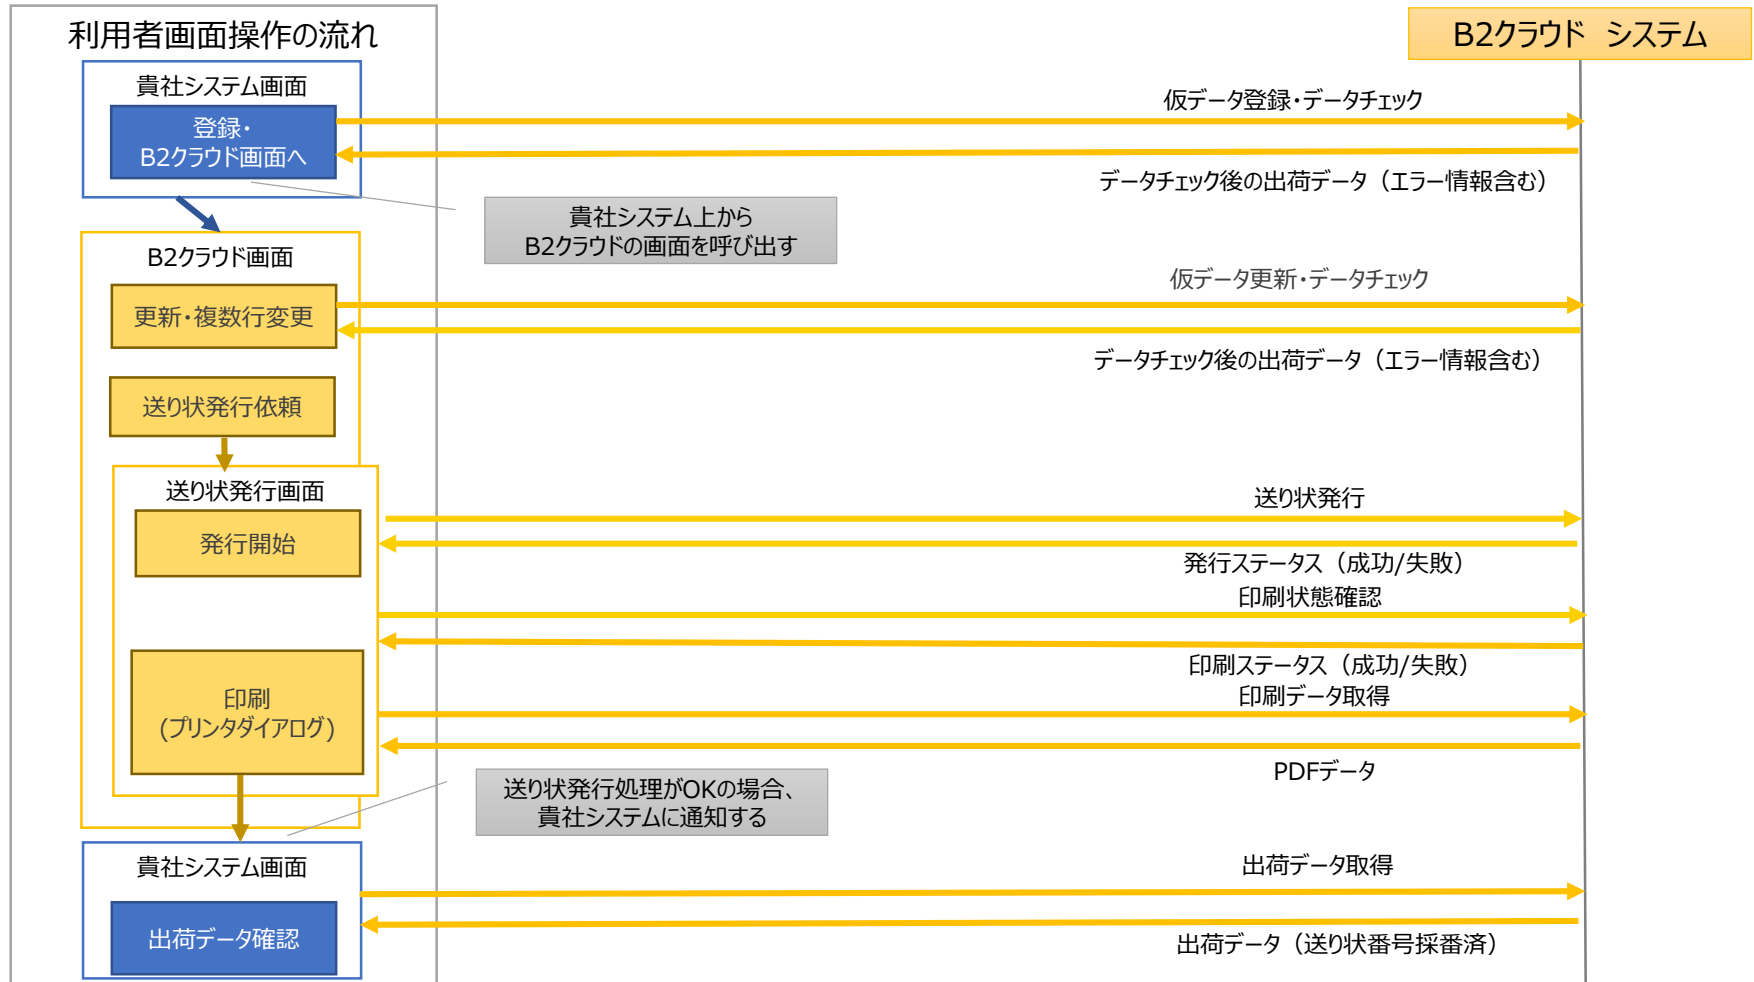 利用者画面操作の流れ
B2クラウド　システム
貴社システム画面
登録・
B2クラウド画面へ
仮データ登録・データチェック
データチェック後の出荷データ（エラー情報含む）
貴社システム上から
B2クラウドの画面を呼び出す
B2クラウド画面
更新・複数行変更
仮データ更新・データチェック
データチェック後の出荷データ（エラー情報含む）
送り状発行依頼
送り状発行画面
発行開始
送り状発行
発行ステータス（成功/失敗）
印刷状態確認
印刷ステータス（成功/失敗）
印刷
(プリンタダイアログ)
印刷データ取得
PDFデータ
送り状発行処理がOKの場合、
貴社システムに通知する
貴社システム画面
出荷データ確認
出荷データ取得
出荷データ（送り状番号採番済）